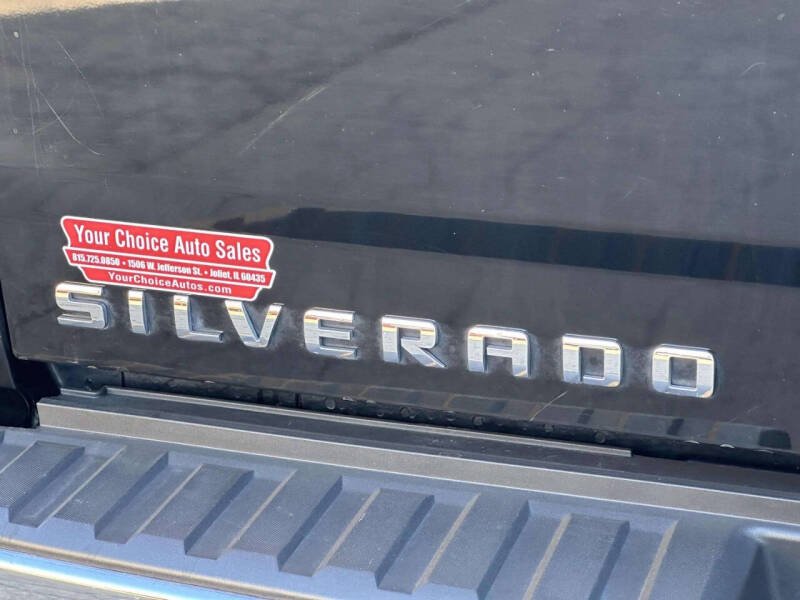 Your Choice Auto Sales
815.725.0850 • 1506 W. Jefferson St. • Joliet, IL 60435
YourChoiceAutos.com
SILVERADO